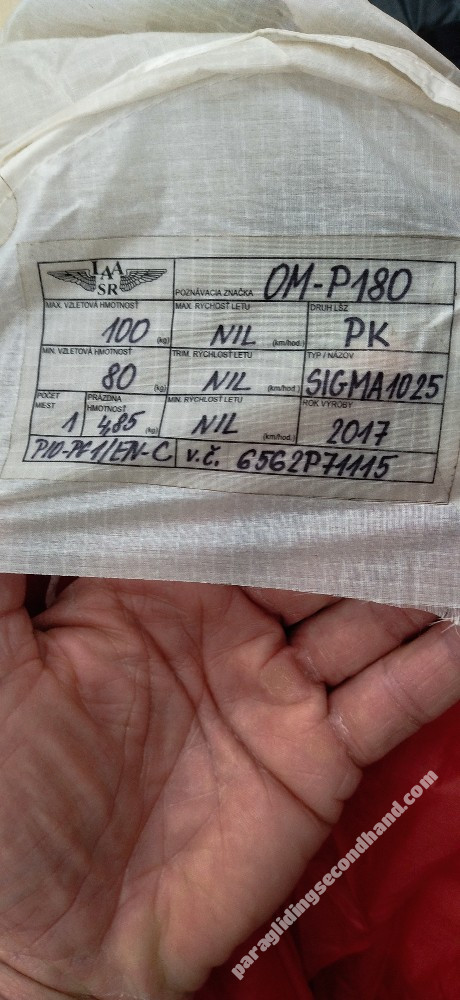 IAA
SR
POZNÁVACIA ZNAČKA OM-P180
MAX. VZLETOVÁ HMOTNOSŤ 100 (kg)
MAX. RÝCHLOSŤ LETU NIL (km/hod.)
DRUH LŠZ PK
MIN. VZLETOVÁ HMOTNOSŤ 80 (kg)
TRIM. RÝCHLOSŤ LETU NIL (km/hod.)
TYP / NÁZOV SIGMA1025
POČET MIEST 1
PRÁZDNA HMOTNOSŤ 4,85 (kg)
MIN. RÝCHLOSŤ LETU NIL (km/hod.)
ROK VÝROBY 2017
P10-PG1/EN-C v.č. 6562P71115
paraglidingsecondhand.com